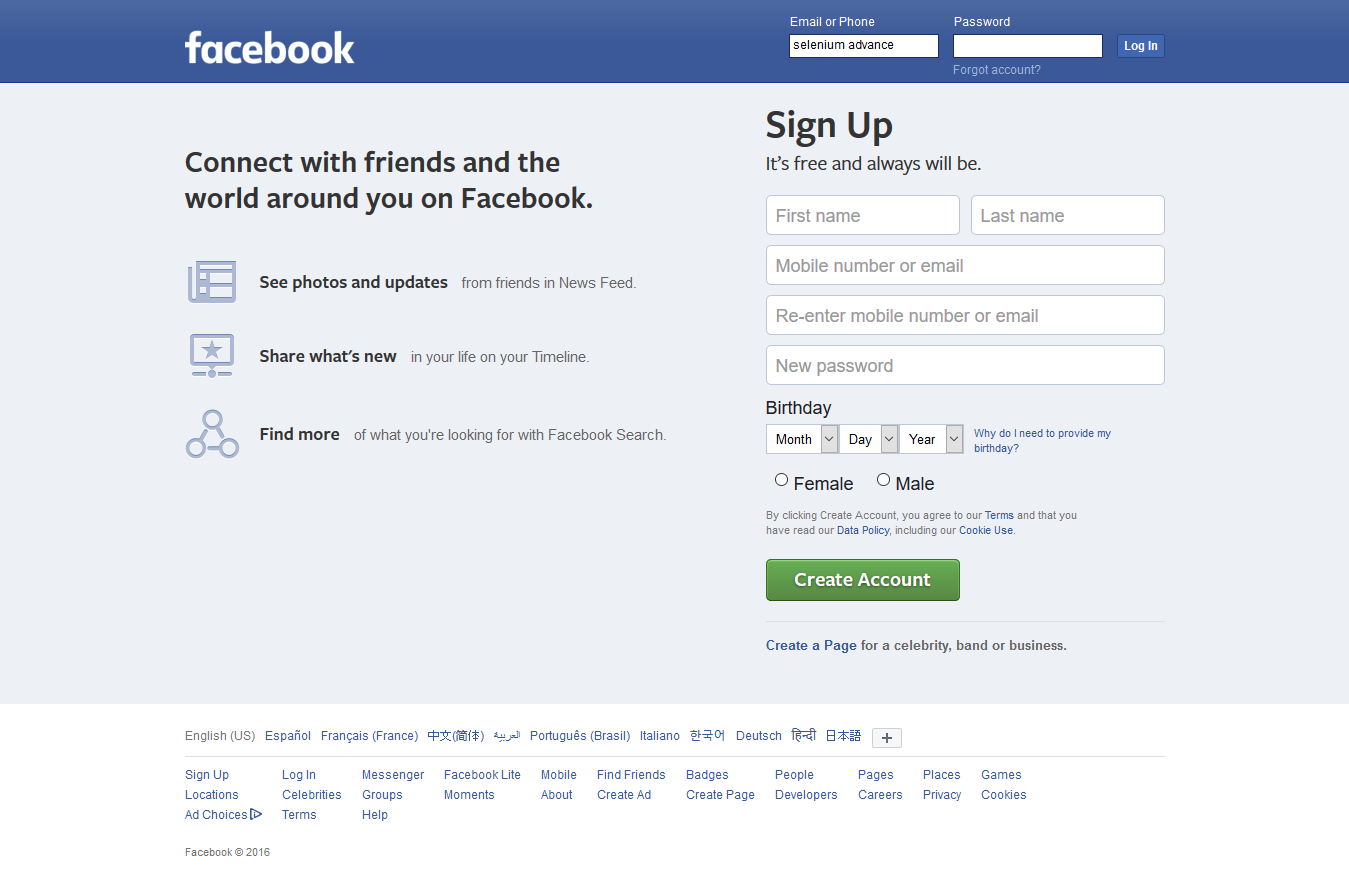 facebook
Email or Phone
Password
selenium advance
Log In
Forgot account?
Connect with friends and the
world around you on Facebook.
See photos and updates from friends in News Feed.
Share what's new in your life on your Timeline.
Find more of what you're looking for with Facebook Search.
Sign Up
It's free and always will be.
First name
Last name
Mobile number or email
Re-enter mobile number or email
New password
Birthday
Month Day Year
Why do I need to provide my
birthday?
Female Male
By clicking Create Account, you agree to our Terms and that you
have read our Data Policy, including our Cookie Use.
Create Account
Create a Page for a celebrity, band or business.
English (US) Español Français (France) 中文(简体) العربية Português (Brasil) Italiano 한국어 Deutsch हिन्दी 日本語 +
Sign Up Log In Messenger Facebook Lite Mobile Find Friends Badges People Pages Places Games
Locations Celebrities Groups Moments About Create Ad Create Page Developers Careers Privacy Cookies
Ad Choices Terms Help
Facebook © 2016